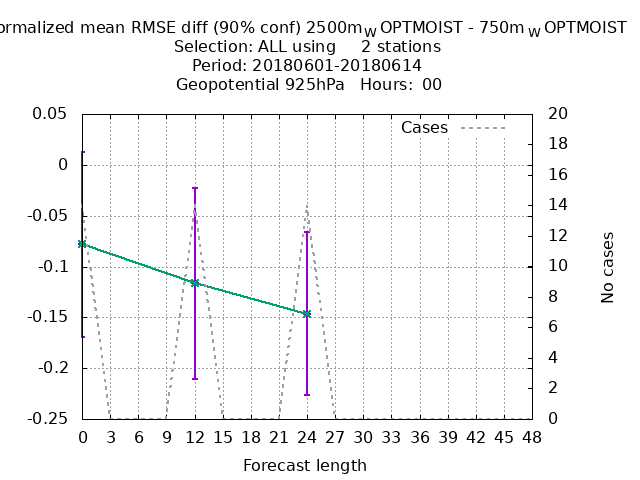 ormalized mean RMSE diff (90% conf) 2500mW OPTMOIST - 750mW OPTMOIST
Selection: ALL using 2 stations
Period: 20180601-20180614
Geopotential 925hPa Hours: 00
0.05
0
-0.05
-0.1
-0.15
-0.2
-0.25
Cases
20
18
16
14
12
10
8
6
4
2
0
No cases
0 3 6 9 12 15 18 21 24 27 30 33 36 39 42 45 48
Forecast length